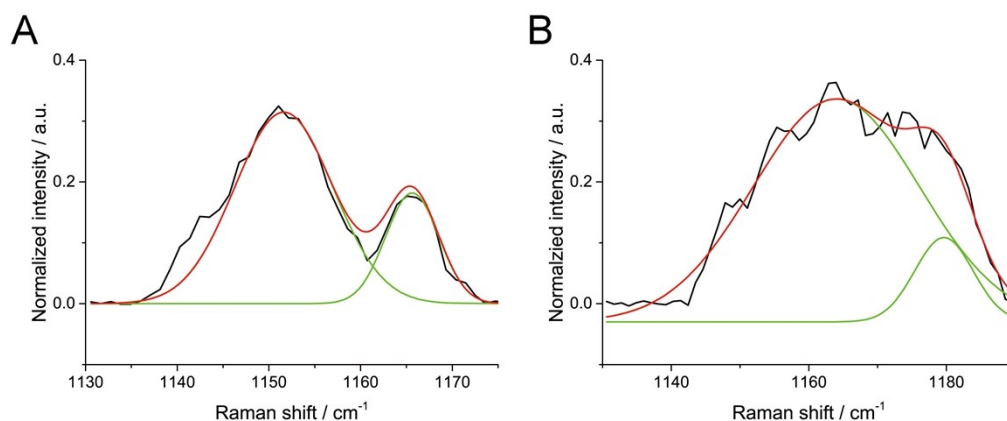 A
B
0.4
0.2
0.0
Normalized intensity / a.u.
1130
1140
1150
1160
1170
Raman shift / cm-1
0.4
0.2
0.0
Normalzied intensity / a.u.
1140
1160
1180
Raman shift / cm-1